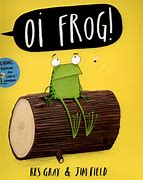 Oi FROG!
KES GRAY & JIM FIELD